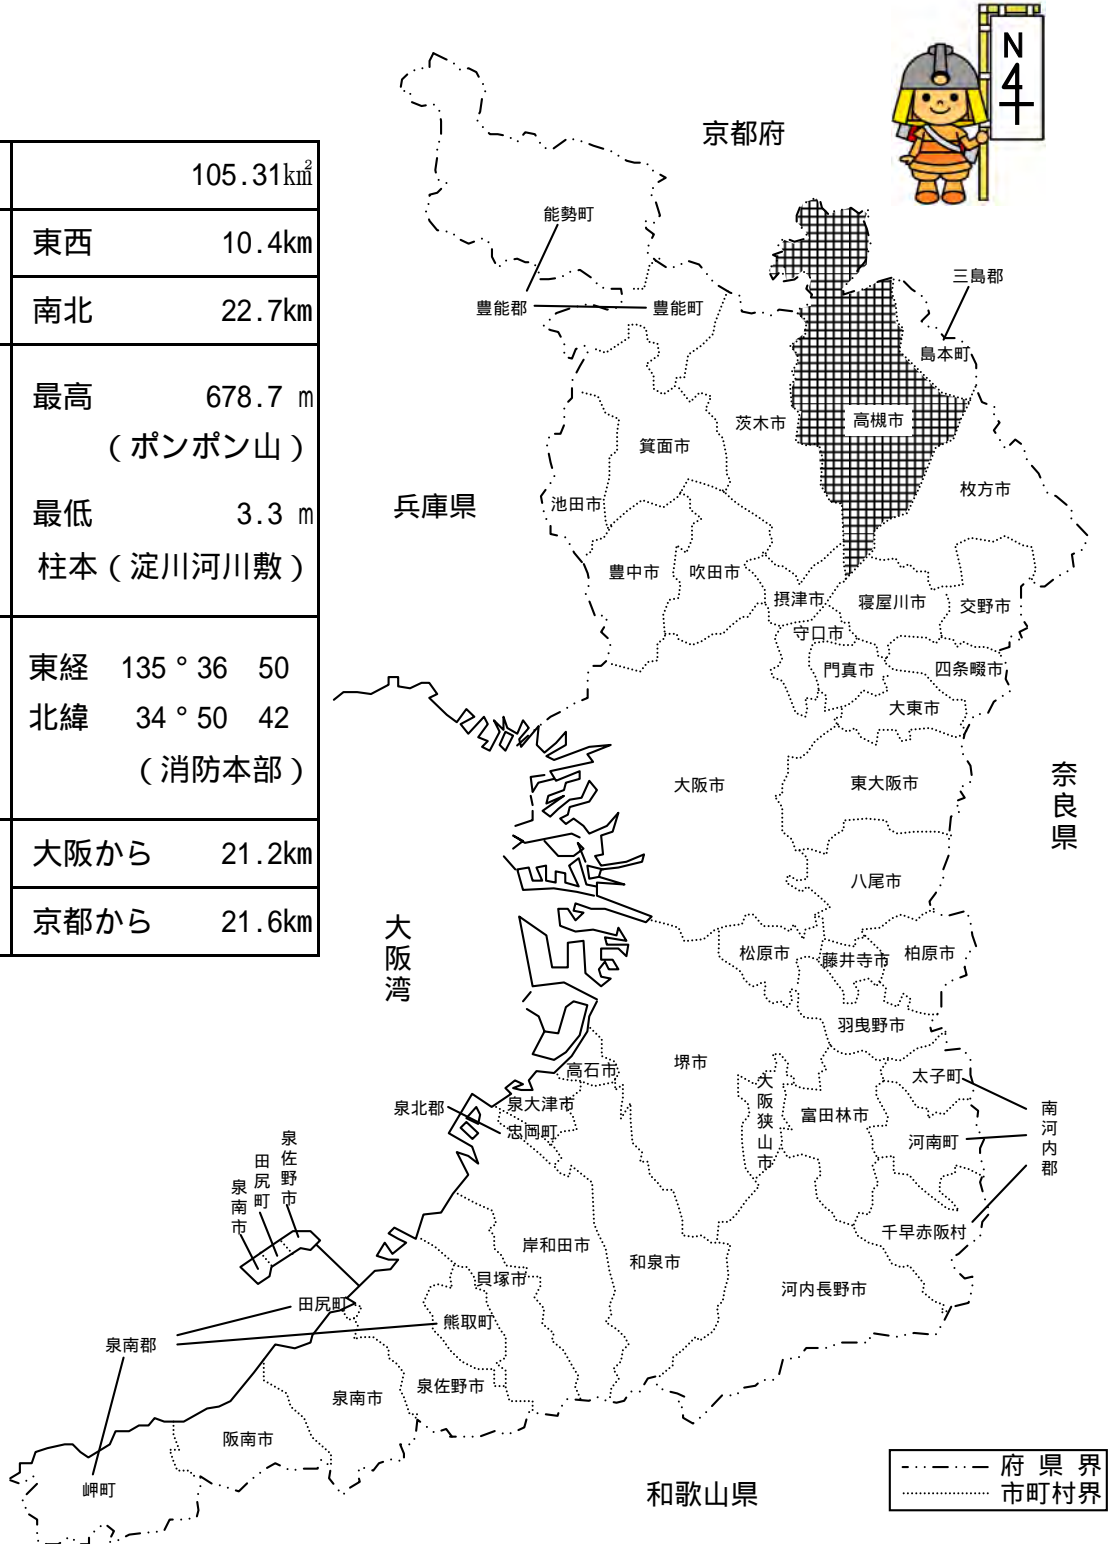 N
105.31k㎡
東西 10.4km
南北 22.7km
最高 678.7 m
（ポンポン山）
最低 3.3 m
柱本（淀川河川敷）
東経 135°36 50
北緯 34°50 42
（消防本部）
大阪から 21.2km
京都から 21.6km
京都府
能勢町
豊能郡
豊能町
三島郡
島本町
茨木市
高槻市
箕面市
枚方市
兵庫県
池田市
豊中市
吹田市
摂津市
寝屋川市
交野市
守口市
門真市
四条畷市
大東市
大阪市
東大阪市
奈良県
八尾市
大阪湾
松原市
藤井寺市
柏原市
羽曳野市
堺市
高石市
大阪狭山市
太子町
泉北郡
泉大津市
忠岡町
富田林市
河南町
南河内郡
泉佐野市
田尻町
泉南市
千早赤阪村
岸和田市
和泉市
貝塚市
河内長野市
田尻町
熊取町
泉南郡
泉佐野市
泉南市
阪南市
岬町
和歌山県
府県界
市町村界